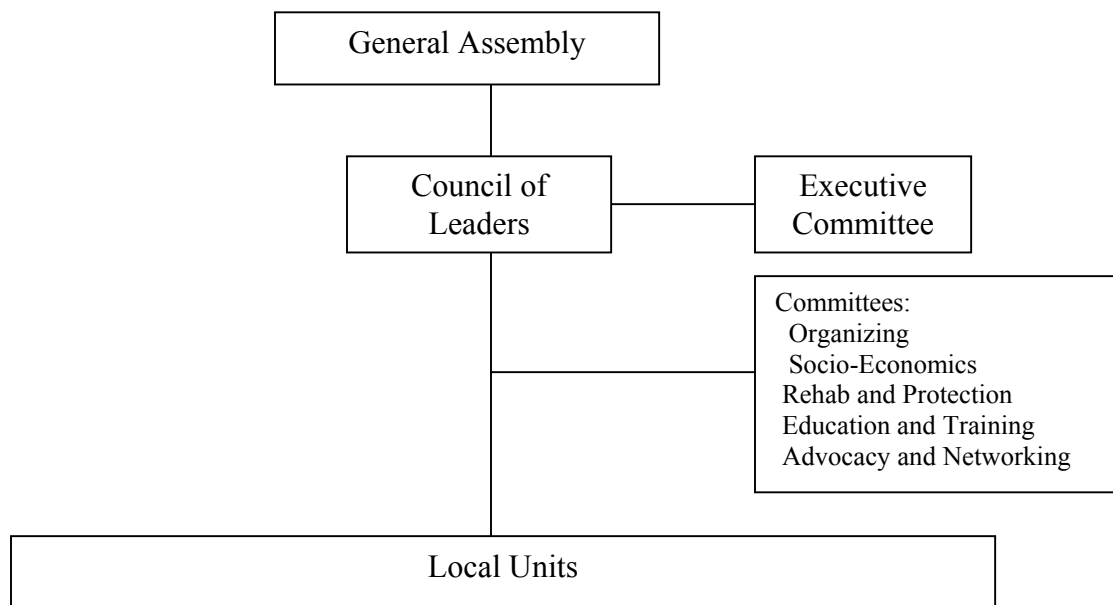 General Assembly
Council of
Leaders
Executive
Committee
Committees:
Organizing
Socio-Economics
Rehab and Protection
Education and Training
Advocacy and Networking
Local Units